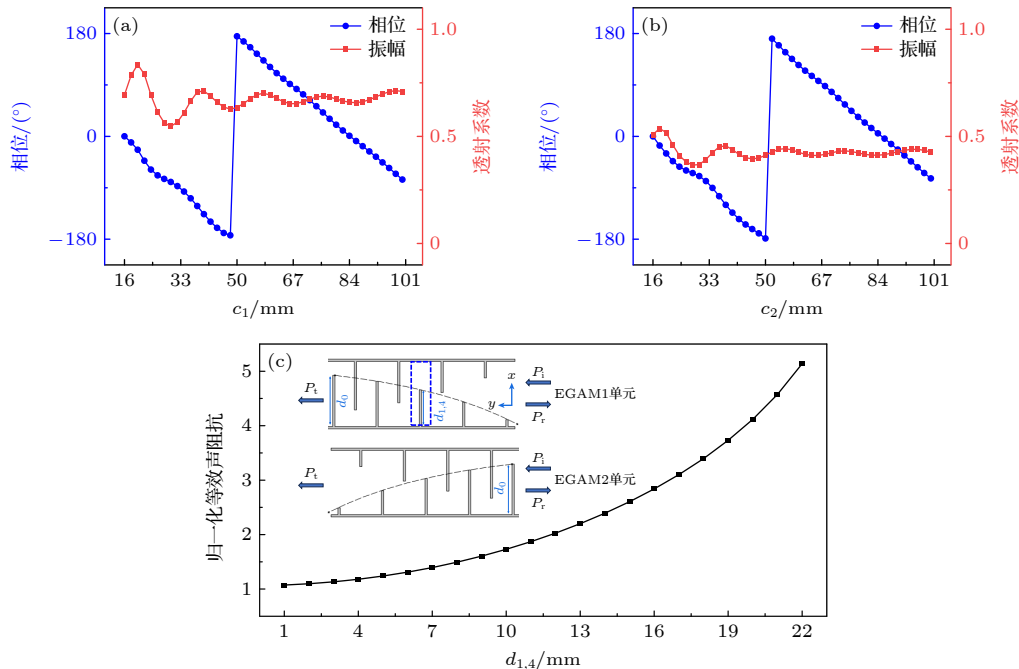 (a)
相位
振幅
180
0
−180
相位/(°)
1.0
0.5
0
透射系数
16 33 50 67 84 101
c₁/mm
(b)
相位
振幅
180
0
−180
相位/(°)
1.0
0.5
0
透射系数
16 33 50 67 84 101
c₂/mm
(c)
5
4
3
2
1
归一化等效声阻抗
Pt
d₀
d₁,₄
x
y
Pi
EGAM1单元
Pr
Pt
d₀
Pi
EGAM2单元
Pr
1 4 7 10 13 16 19 22
d₁,₄/mm